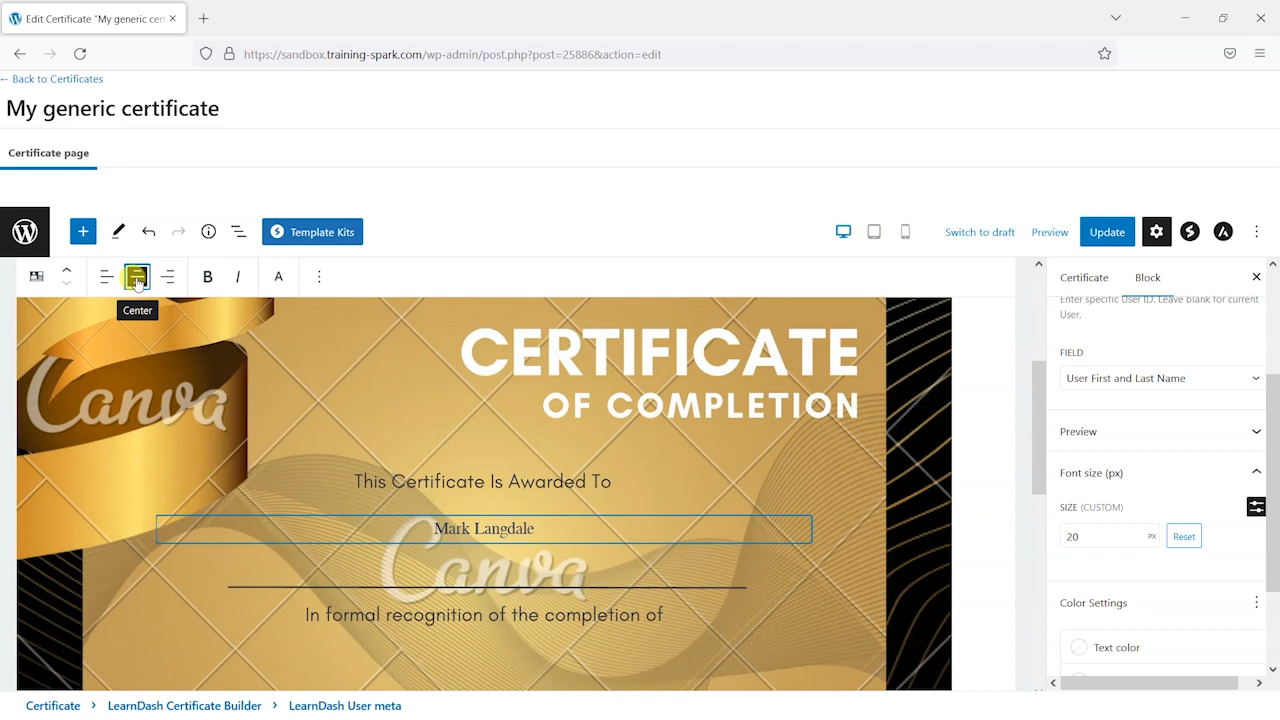 Edit Certificate "My generic cert
https://sandbox.training-spark.com/wp-admin/post.php?post=25886&action=edit
← Back to Certificates
My generic certificate
Certificate page
Template Kits
Switch to draft
Preview
Update
B
I
A
Center
Certificate
Block
Enter specific User ID. Leave blank for current
User.
FIELD
User First and Last Name
Preview
Font size (px)
SIZE (CUSTOM)
20
PX
Reset
Color Settings
Text color
CERTIFICATE
OF COMPLETION
Canva
This Certificate Is Awarded To
Mark Langdale
Canva
In formal recognition of the completion of
Certificate > LearnDash Certificate Builder > LearnDash User meta